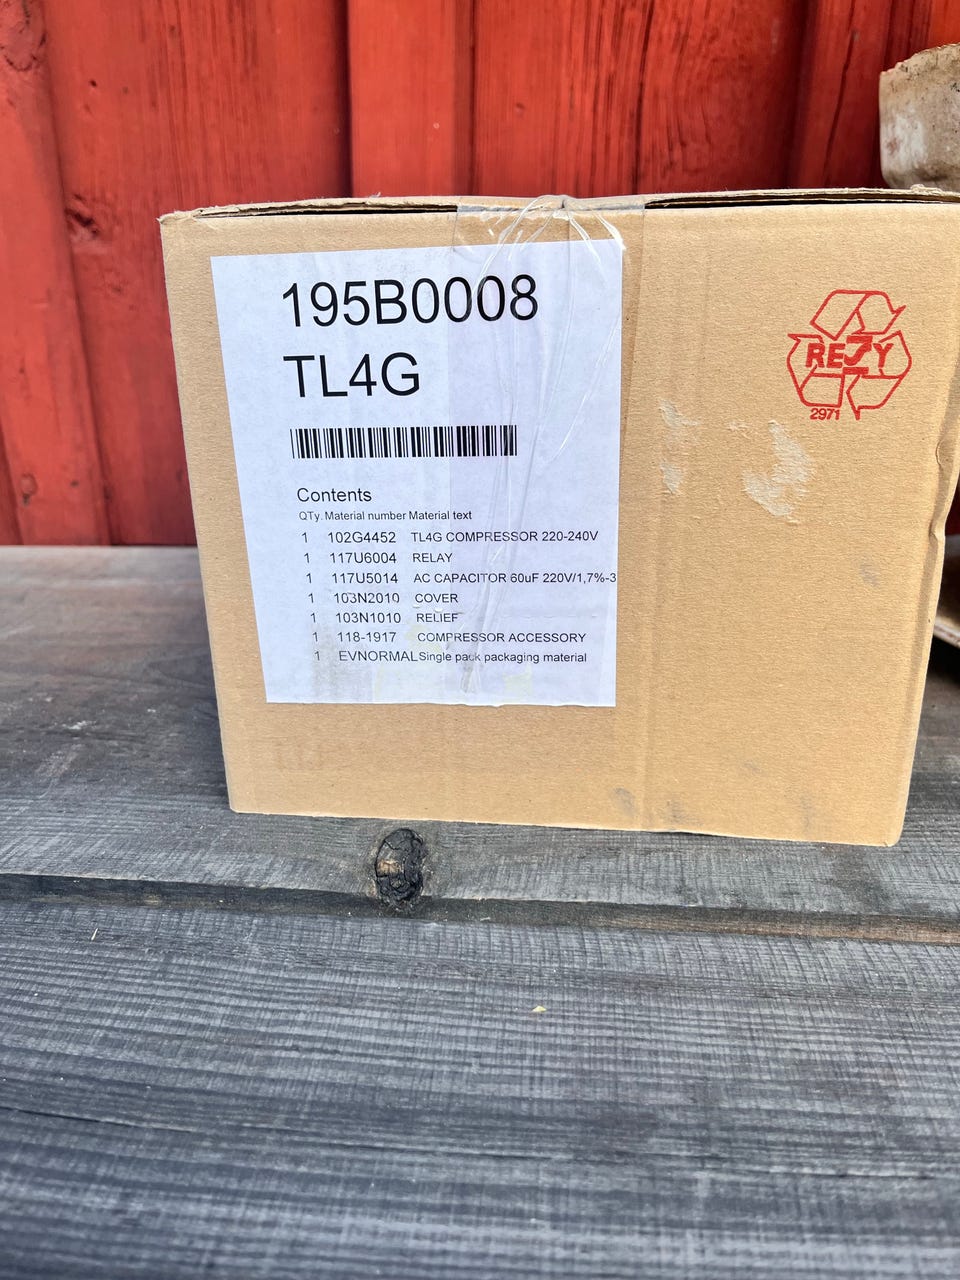 195B0008
TL4G
Contents
QTy. Material number Material text
1 102G4452 TL4G COMPRESSOR 220-240V
1 117U6004 RELAY
1 117U5014 AC CAPACITOR 60uF 220V/1,7%-3
1 103N2010 COVER
1 103N1010 RELIEF
1 118-1917 COMPRESSOR ACCESSORY
1 EVNORMAL Single pack packaging material
RESY
2971